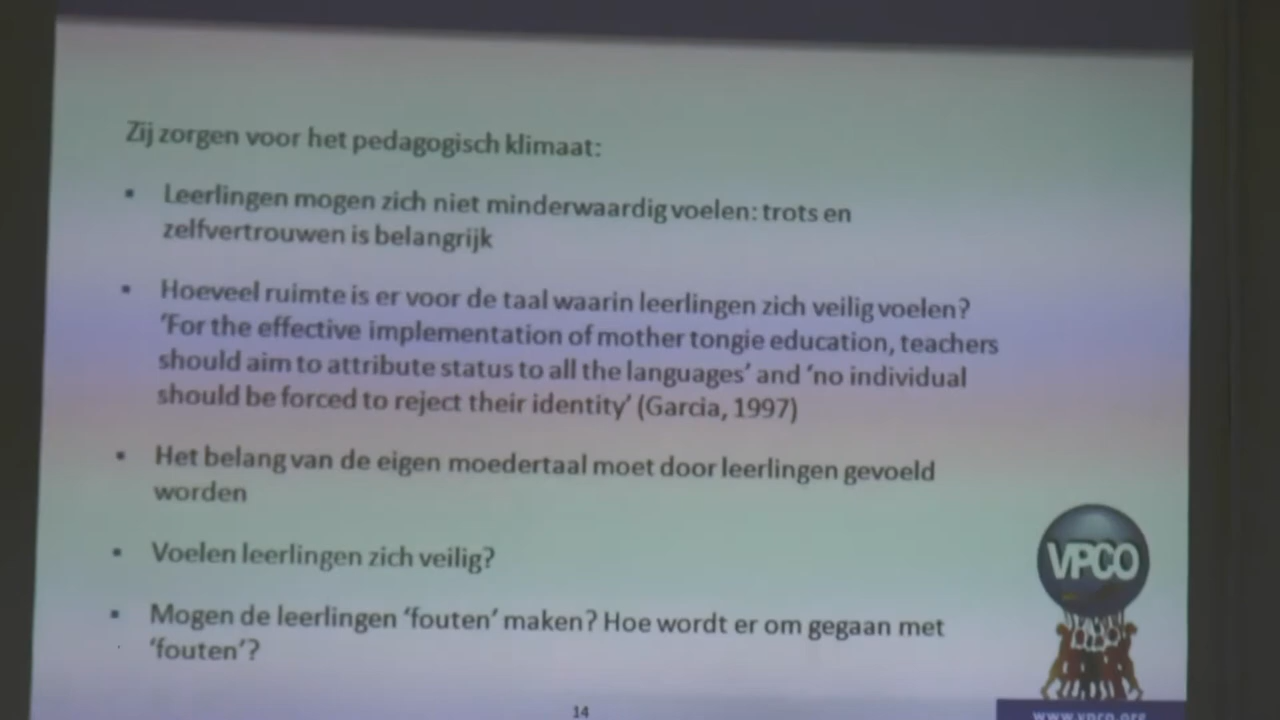 Zij zorgen voor het pedagogisch klimaat:
▪ Leerlingen mogen zich niet minderwaardig voelen: trots en
zelfvertrouwen is belangrijk
▪ Hoeveel ruimte is er voor de taal waarin leerlingen zich veilig voelen?
‘For the effective implementation of mother tongie education, teachers
should aim to attribute status to all the languages’ and ‘no individual
should be forced to reject their identity’ (Garcia, 1997)
▪ Het belang van de eigen moedertaal moet door leerlingen gevoeld
worden
▪ Voelen leerlingen zich veilig?
▪ Mogen de leerlingen ‘fouten’ maken? Hoe wordt er om gegaan met
‘fouten’?
VPCO
14
www.vpco.org